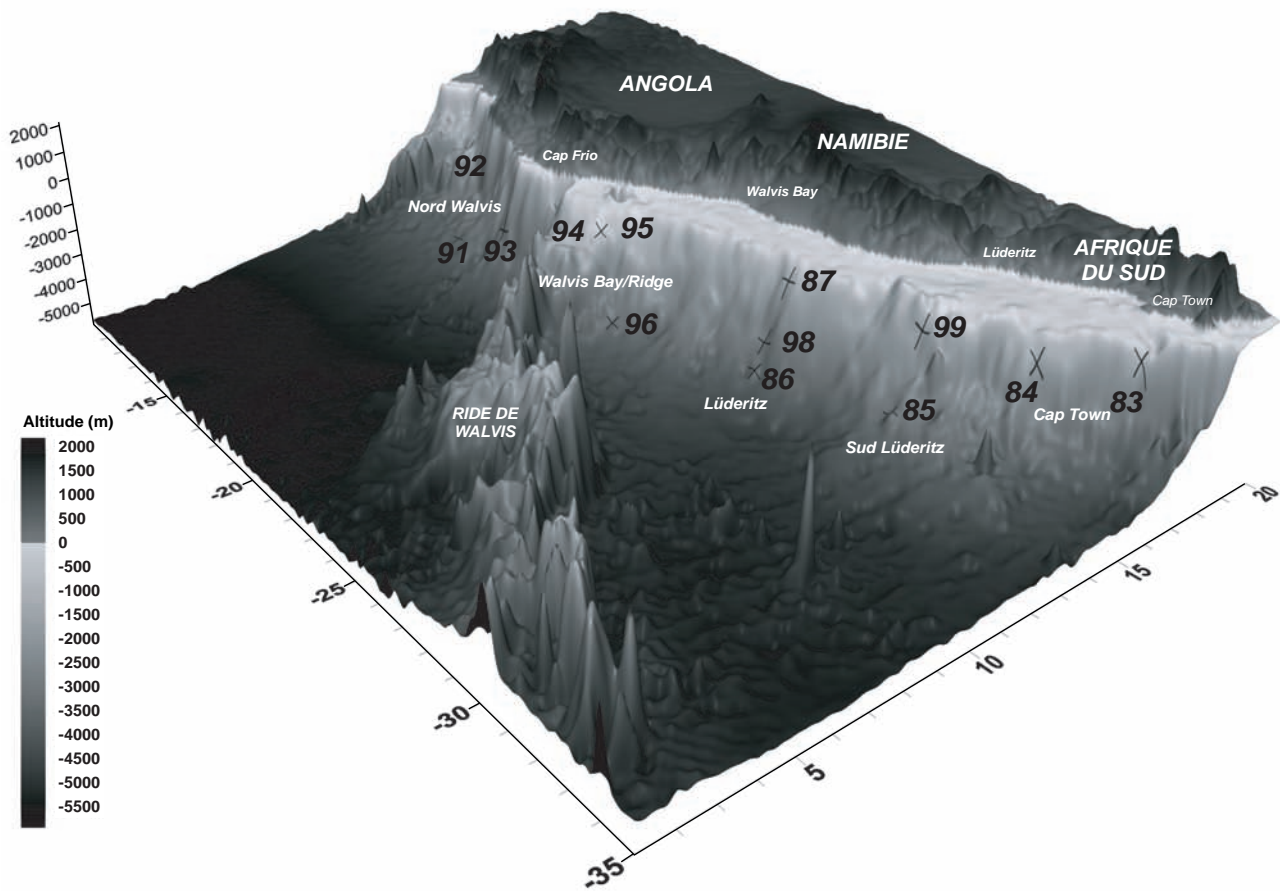 ANGOLA
NAMIBIE
AFRIQUE
DU SUD
Cap Frio
Walvis Bay
Lüderitz
Cap Town
2000
1000
0
-1000
-2000
-3000
-4000
-5000
92
Nord Walvis
91
93
94
95
Walvis Bay/Ridge
96
87
98
86
Lüderitz
99
85
Sud Lüderitz
84
83
Cap Town
RIDE DE
WALVIS
-15
-20
-25
-30
-35
5
10
15
20
Altitude (m)
2000
1500
1000
500
0
-500
-1000
-1500
-2000
-2500
-3000
-3500
-4000
-4500
-5000
-5500